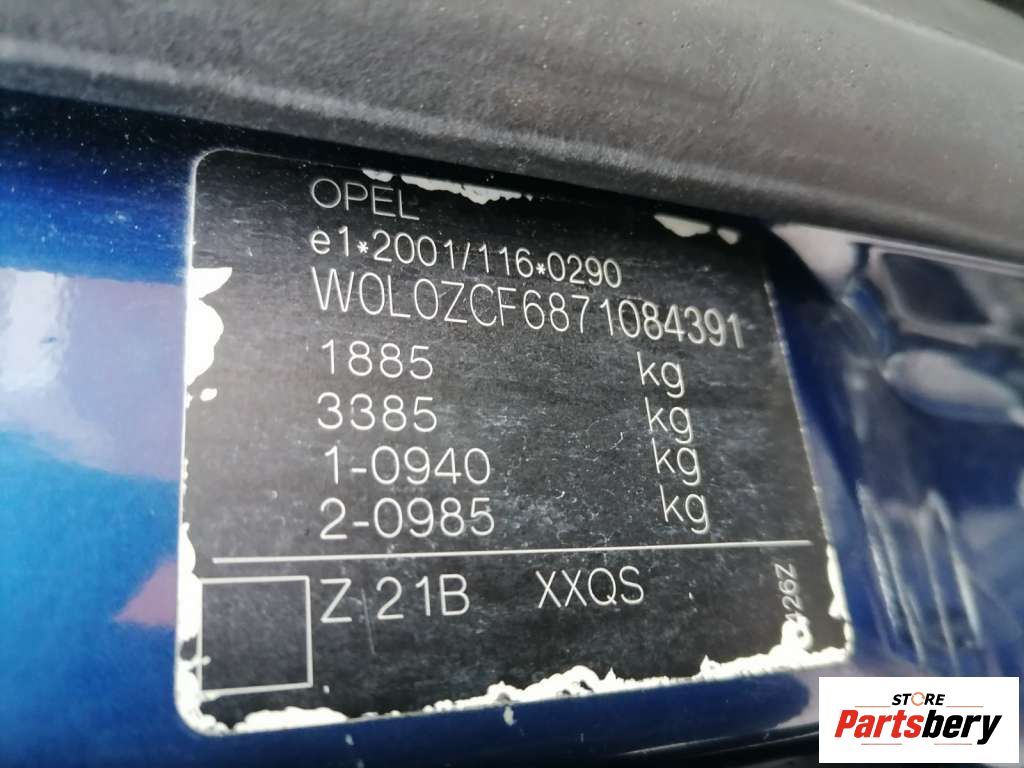 OPEL
e1*2001/116*0290
W0L0ZCF6871084391
1885 kg
3385 kg
1-0940 kg
2-0985 kg
Z 21B XXQS
426Z
STORE
Partsbery